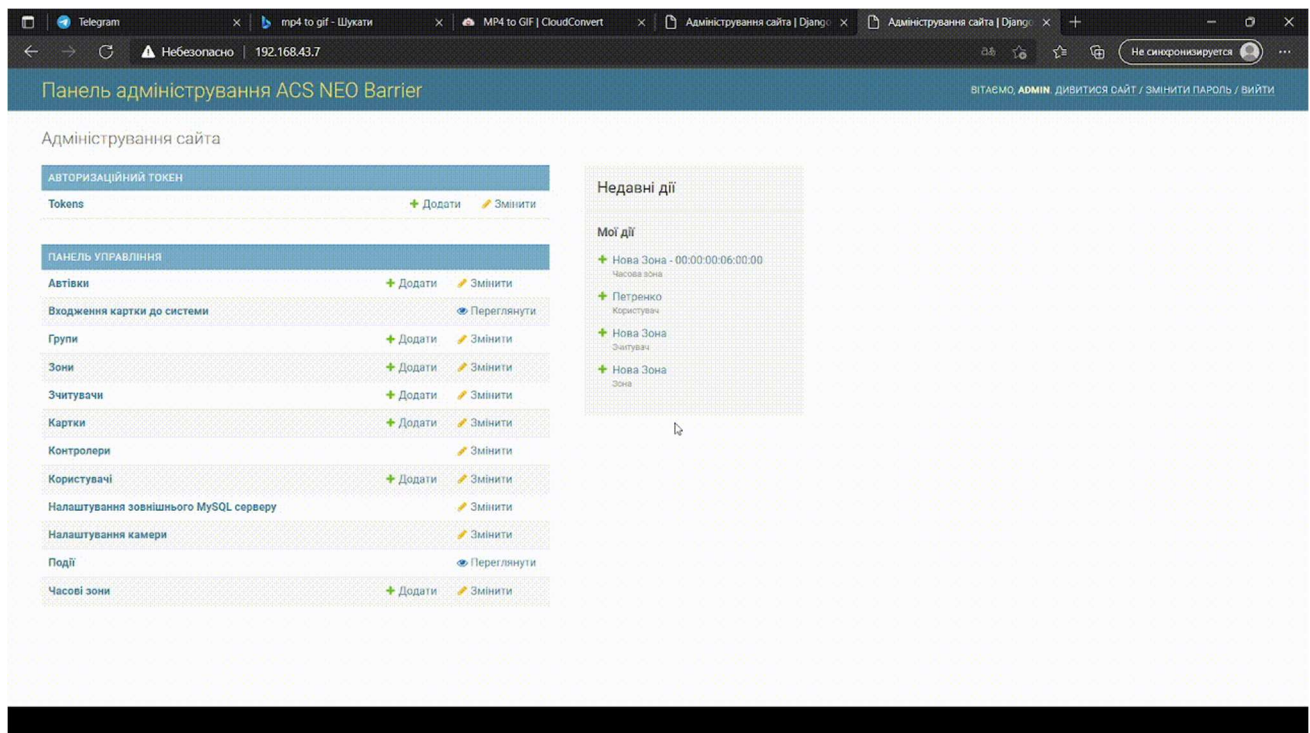 Telegram
mp4 to gif - Шукати
MP4 to GIF | CloudConvert
Адміністрування сайта | Django
Адміністрування сайта | Django
Небезопасно | 192.168.43.7
Не синхронизируется
Панель адміністрування ACS NEO Barrier
ВІТАЄМО, ADMIN. ДИВИТИСЯ САЙТ / ЗМІНИТИ ПАРОЛЬ / ВИЙТИ
Адміністрування сайта
АВТОРИЗАЦІЙНИЙ ТОКЕН
Tokens Додати Змінити
ПАНЕЛЬ УПРАВЛІННЯ
Автівки Додати Змінити
Входження картки до системи Переглянути
Групи Додати Змінити
Зони Додати Змінити
Зчитувачи Додати Змінити
Картки Додати Змінити
Контролери Змінити
Користувачі Додати Змінити
Налаштування зовнішнього MySQL серверу Змінити
Налаштування камери Змінити
Події Переглянути
Часові зони Додати Змінити
Недавні дії
Мої дії
Нова Зона - 00:00:00:06:00:00
Часова зона
Петренко
Користувач
Нова Зона
Зчитувач
Нова Зона
Зона